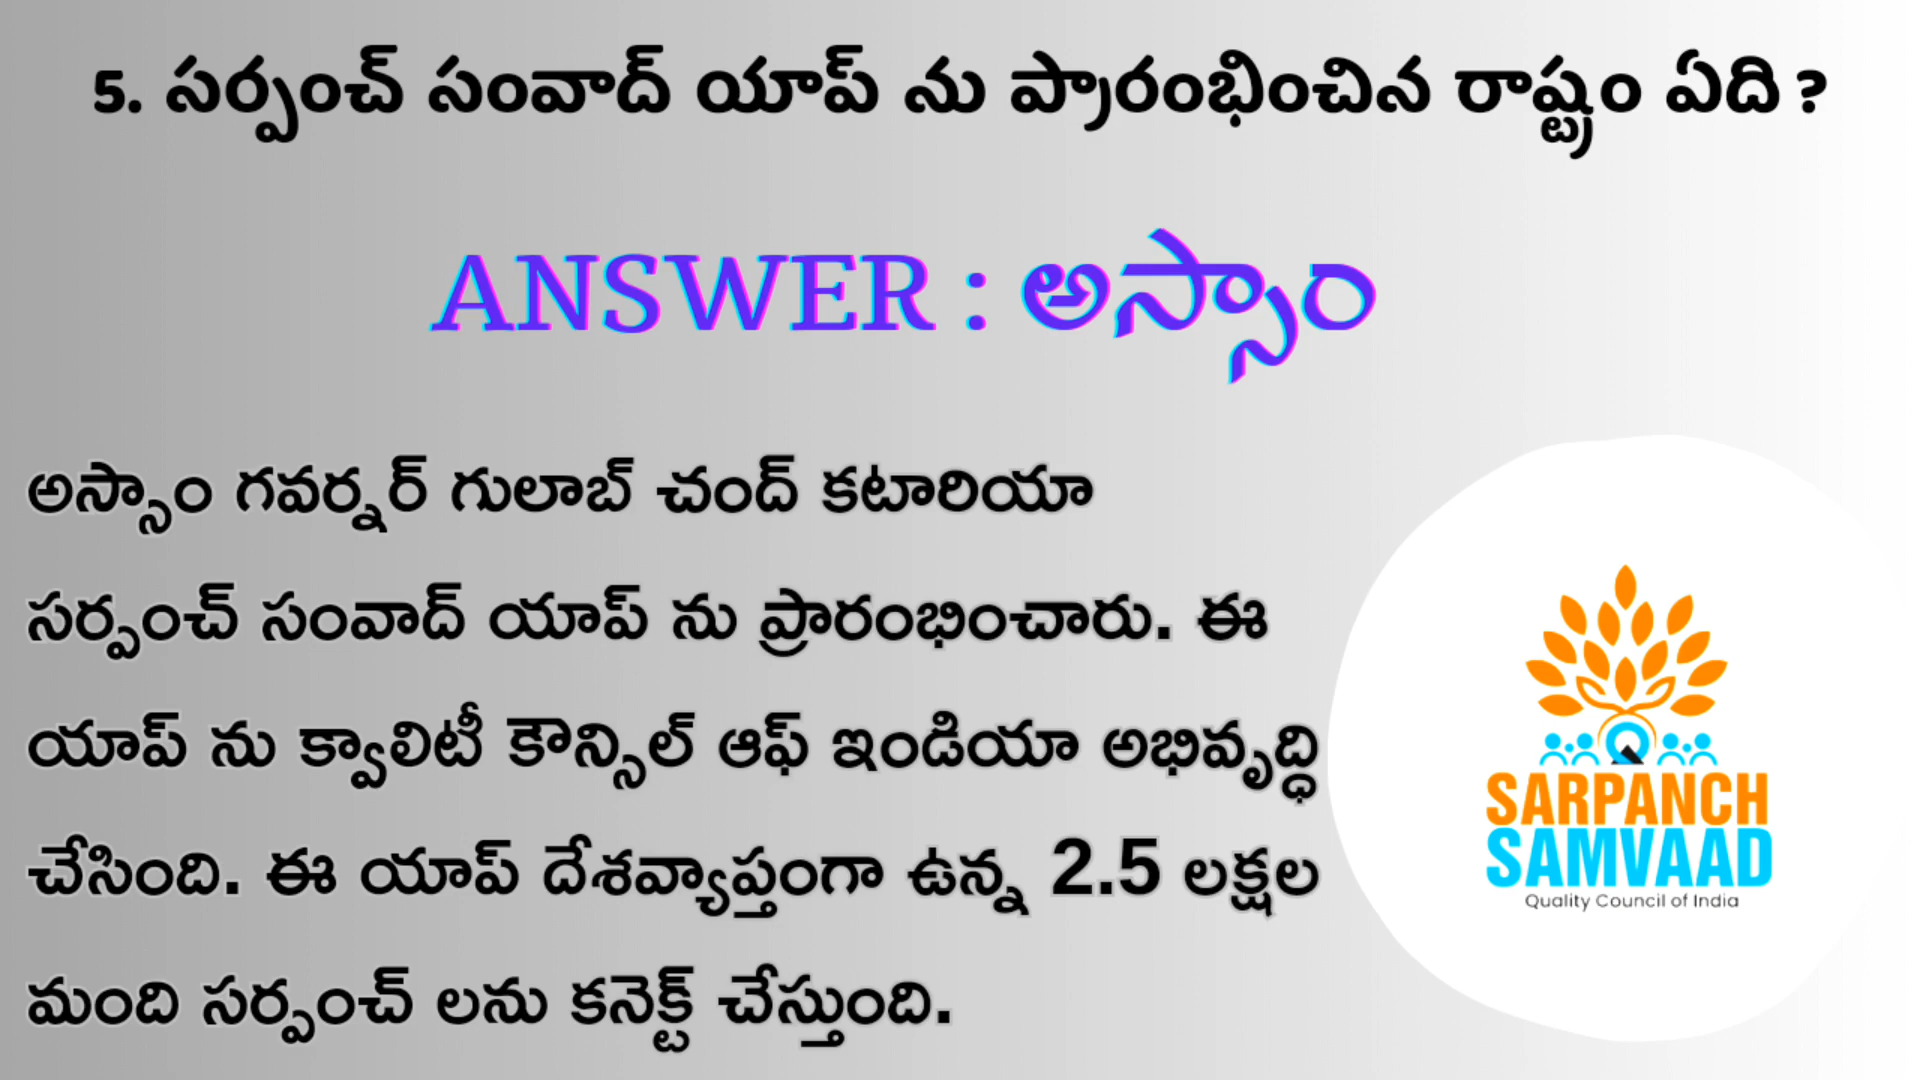 5. సర్పంచ్ సంవాద్ యాప్ ను ప్రారంభించిన రాష్ట్రం ఏది ?
ANSWER : అస్సాం
అస్సాం గవర్నర్ గులాబ్ చంద్ కటారియా
సర్పంచ్ సంవాద్ యాప్ ను ప్రారంభించారు. ఈ
యాప్ ను క్వాలిటీ కౌన్సిల్ ఆఫ్ ఇండియా అభివృద్ధి
చేసింది. ఈ యాప్ దేశవ్యాప్తంగా ఉన్న 2.5 లక్షల
మంది సర్పంచ్ లను కనెక్ట్ చేస్తుంది.
SARPANCH
SAMVAAD
Quality Council of India